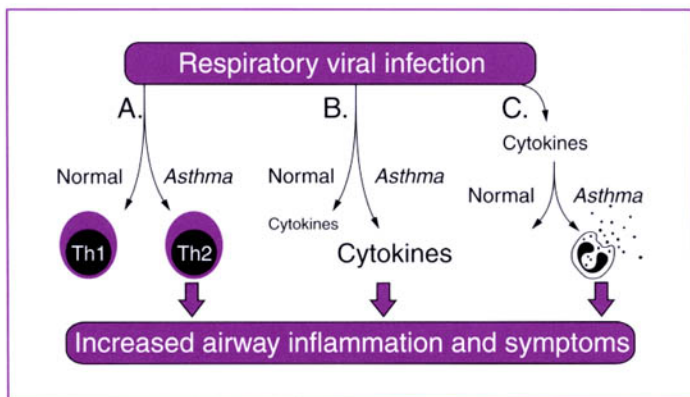 Respiratory viral infection
A.
B.
C.
Cytokines
Normal Asthma
Normal Asthma
Normal Asthma
Cytokines
Th1
Th2
Cytokines
Increased airway inflammation and symptoms